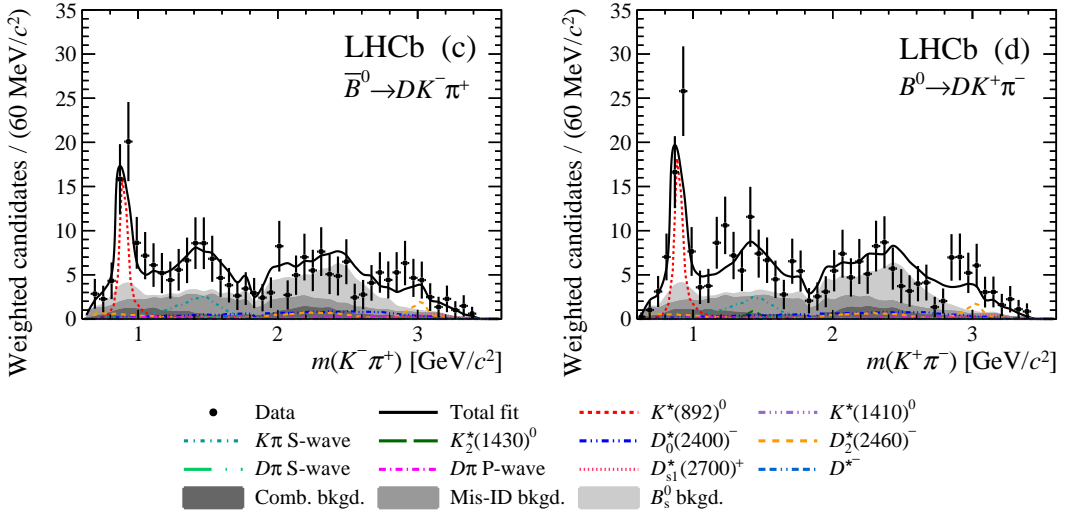 Weighted candidates / (60 MeV/c²)
35
30
25
20
15
10
5
0
LHCb (c)
B̅⁰→DK⁻π⁺
1 2 3
m(K⁻π⁺) [GeV/c²]
Weighted candidates / (60 MeV/c²)
35
30
25
20
15
10
5
0
LHCb (d)
B⁰→DK⁺π⁻
1 2 3
m(K⁺π⁻) [GeV/c²]
Data Total fit K*(892)⁰ K*(1410)⁰
Kπ S-wave K₂*(1430)⁰ D₀*(2400)⁻ D₂*(2460)⁻
Dπ S-wave Dπ P-wave Dₛ₁*(2700)⁺ D*⁻
Comb. bkgd. Mis-ID bkgd. Bₛ⁰ bkgd.